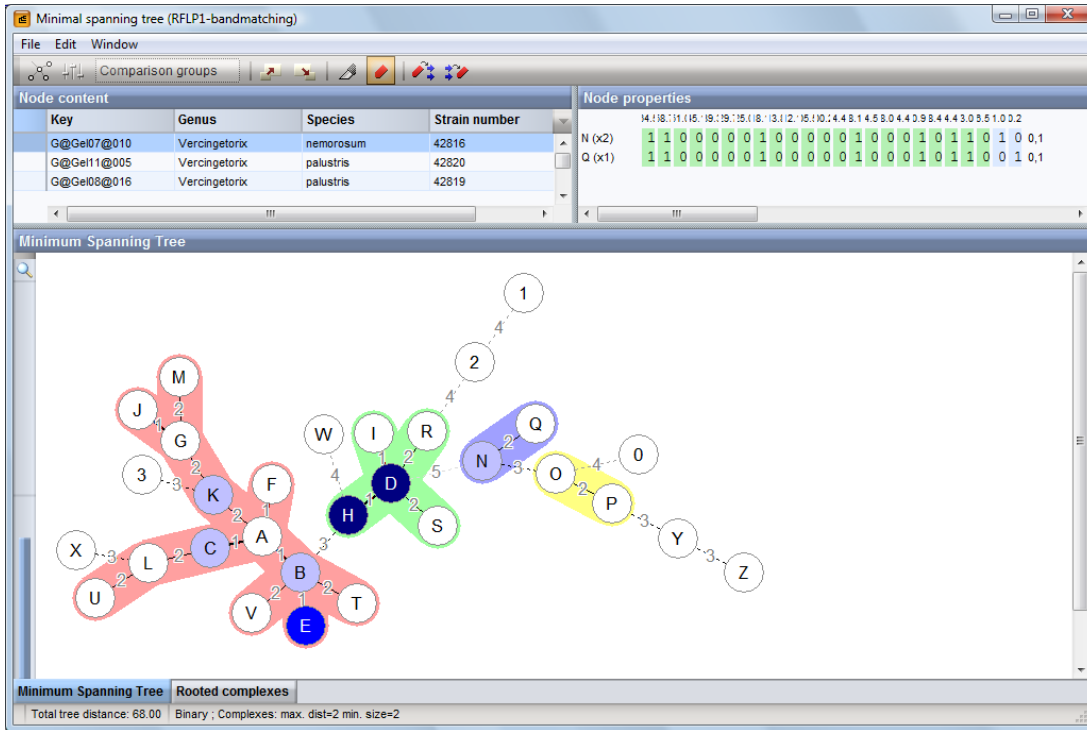 Minimal spanning tree (RFLP1-bandmatching)
File Edit Window
Comparison groups
Node content
Key Genus Species Strain number
G@Gel07@010 Vercingetorix nemorosum 42816
G@Gel11@005 Vercingetorix palustris 42820
G@Gel08@016 Vercingetorix palustris 42819
Node properties
N (x2) 1 1 0 0 0 0 0 1 0 0 0 0 1 0 0 0 1 0 1 1 0 1 0 0,1
Q (x1) 1 1 0 0 0 0 0 1 0 0 0 0 1 0 0 0 1 0 1 1 0 0 1 0,1
Minimum Spanning Tree
1
4
2
M
4
J 1 2
W I R Q
G 4 1 2 2 0
3 2 5 N 3 O 4
3 K F D 2 P
2 1 H 1 2 S 3 Y
X 3 L 2 C 1 A 3 3 Z
2 1 B
U V 2 1 2 T
E
Minimum Spanning Tree Rooted complexes
Total tree distance: 68.00 Binary ; Complexes: max. dist=2 min. size=2